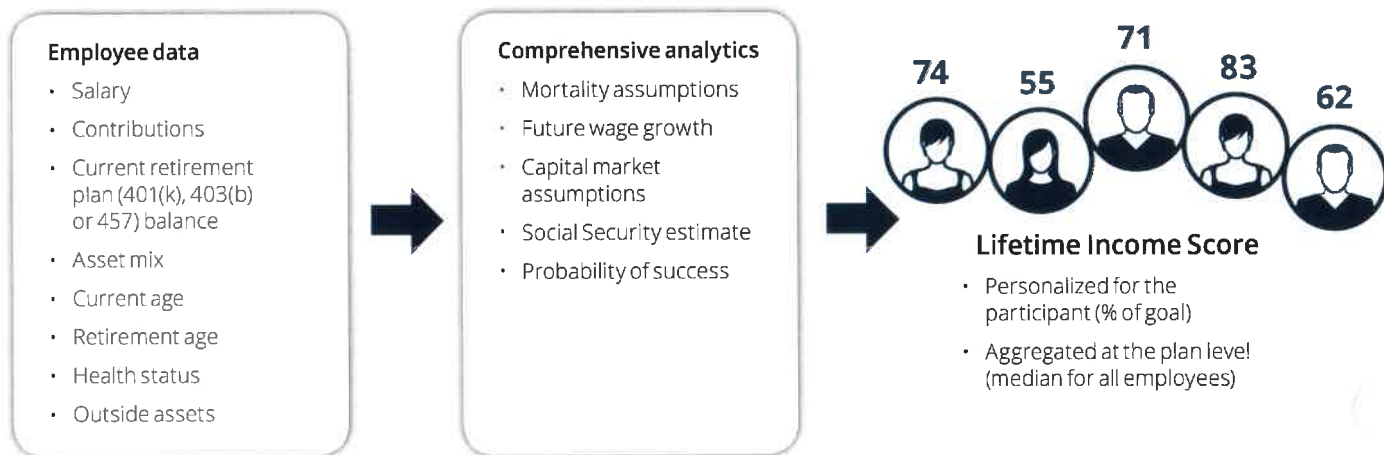 Employee data
• Salary
• Contributions
• Current retirement
plan (401(k), 403(b)
or 457) balance
• Asset mix
• Current age
• Retirement age
• Health status
• Outside assets
Comprehensive analytics
• Mortality assumptions
• Future wage growth
• Capital market
assumptions
• Social Security estimate
• Probability of success
74
55
71
83
62
Lifetime Income Score
• Personalized for the
participant (% of goal)
• Aggregated at the plan level
(median for all employees)